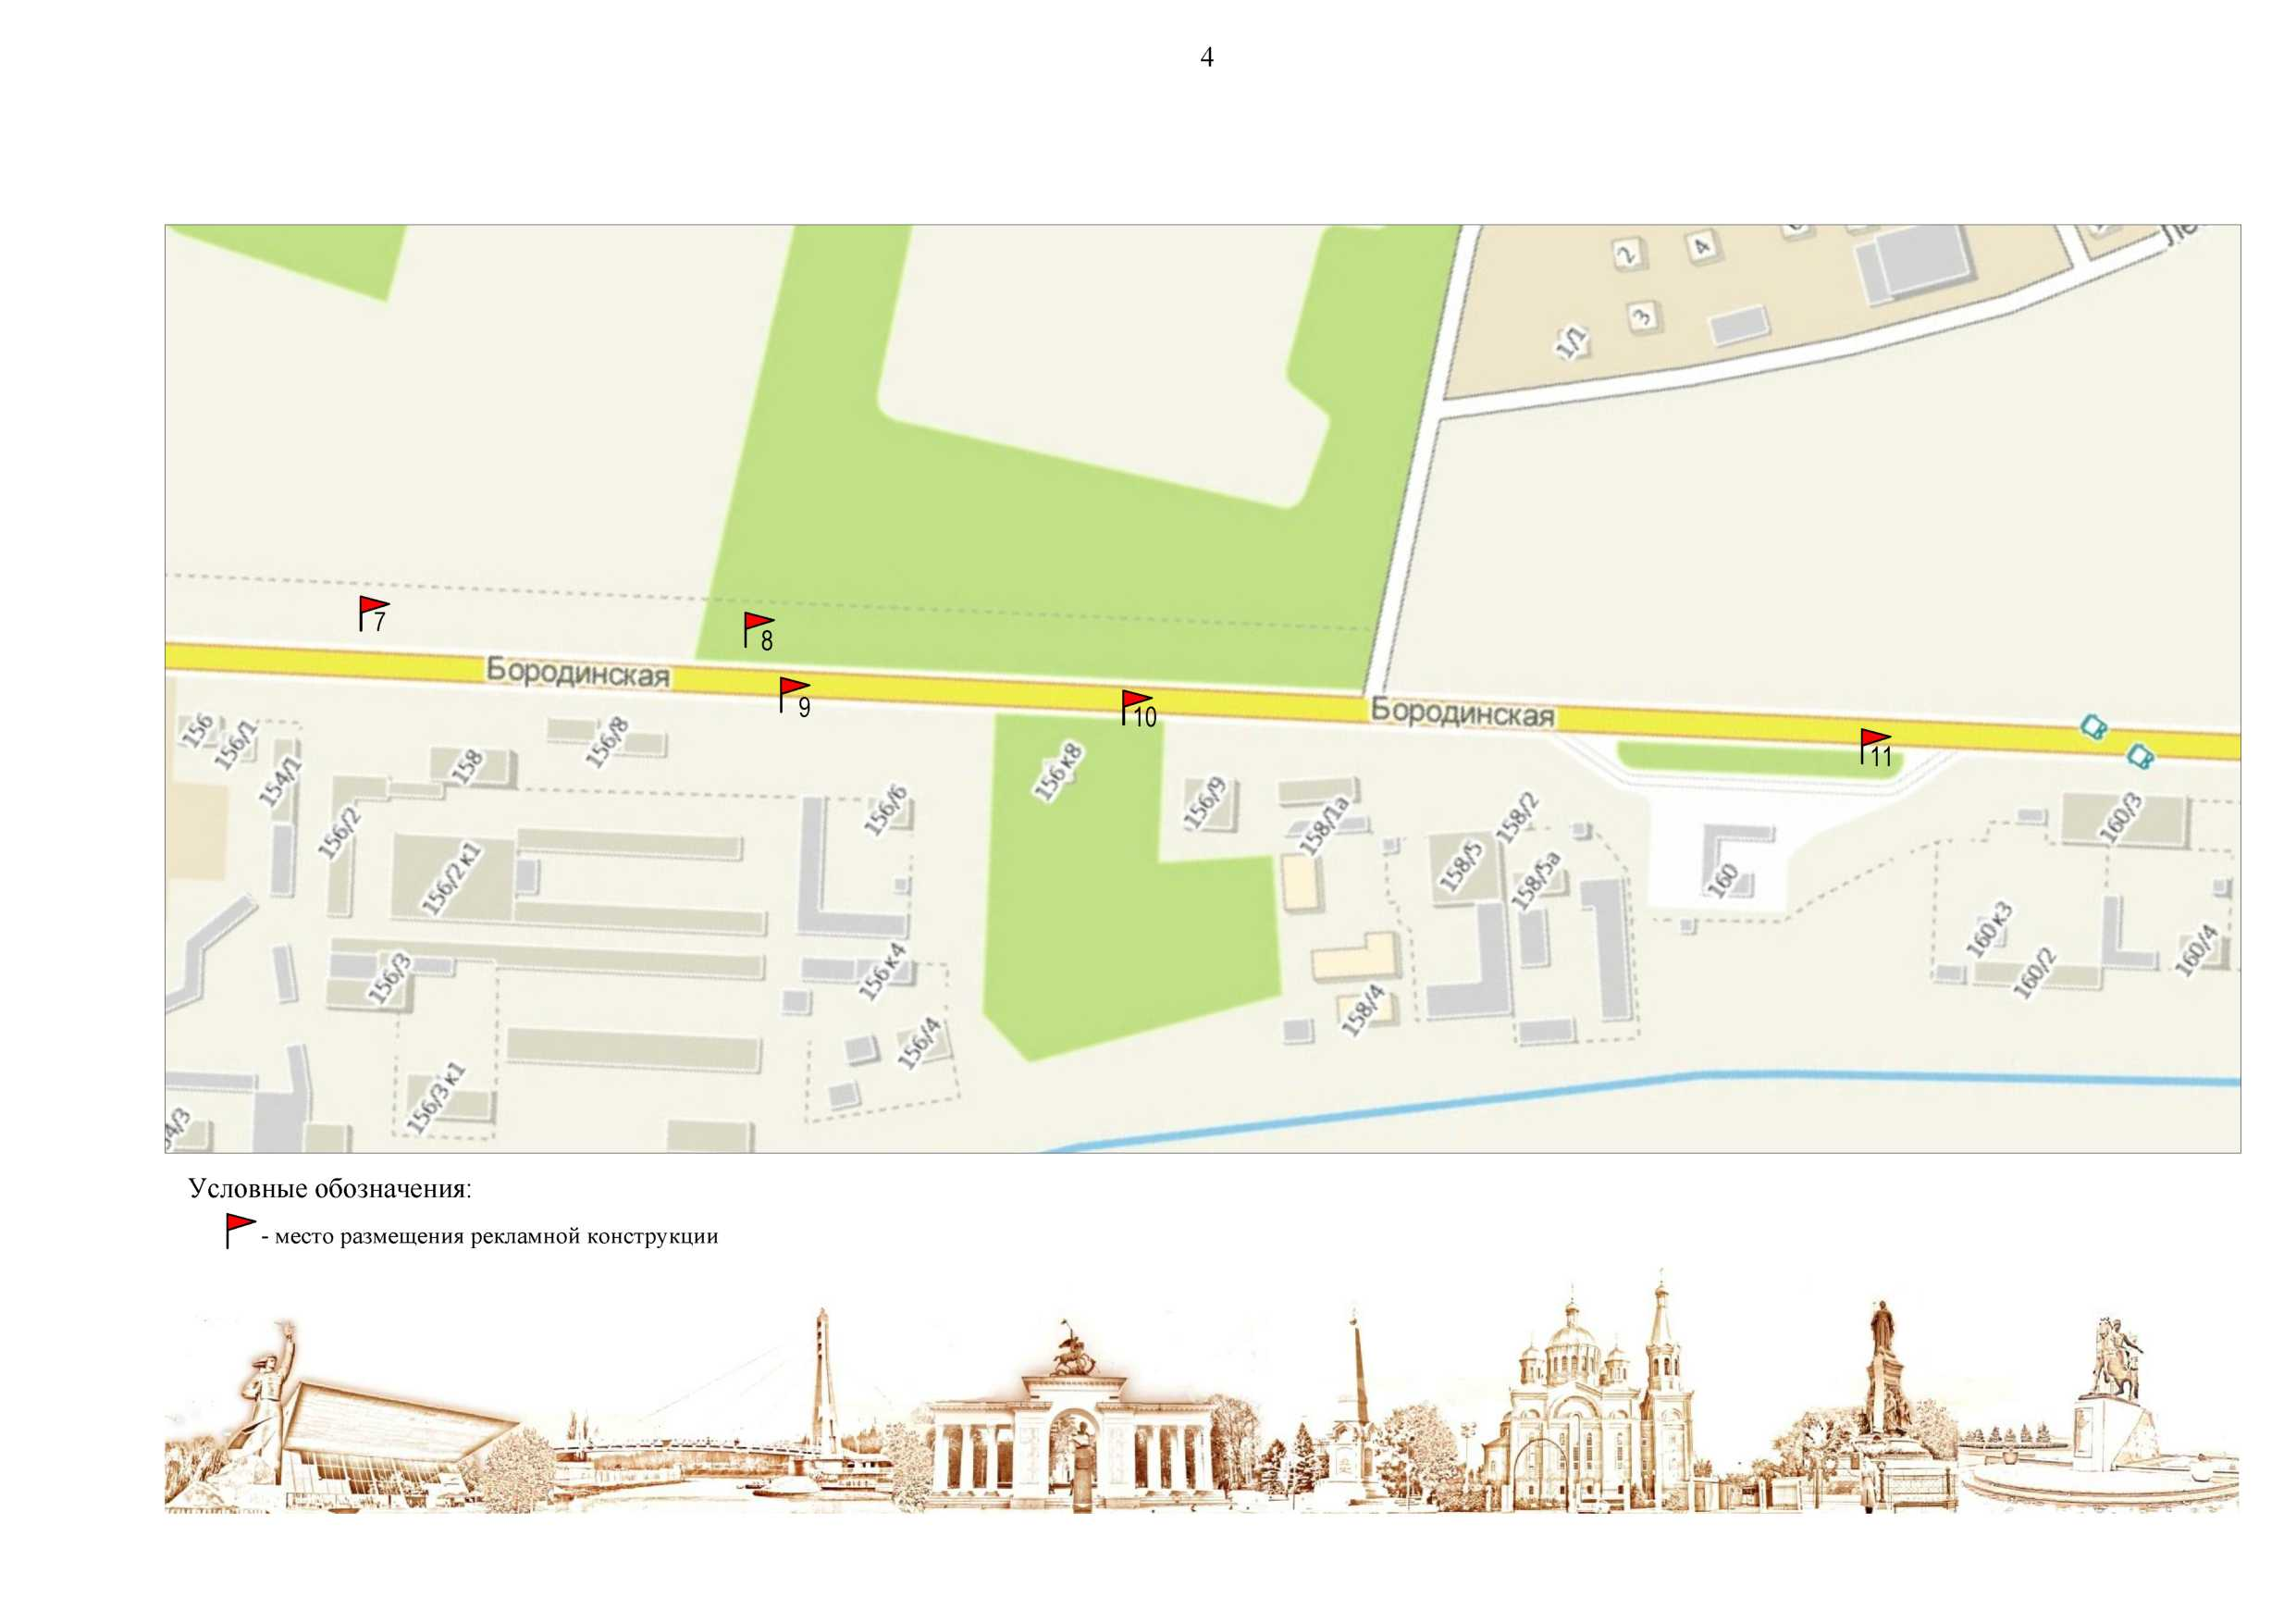 4
2
4
3
1/1
7
8
Бородинская
9
10
Бородинская
11
156
156/1
154/1
158
156/8
156/2
156/2 к1
156/6
156 к8
156/9
158/1а
158/5
158/2
158/5а
160
160/3
156/3
156 к4
156/4
158/4
160 к3
160/2
160/4
156/3 к1
Условные обозначения:
- место размещения рекламной конструкции